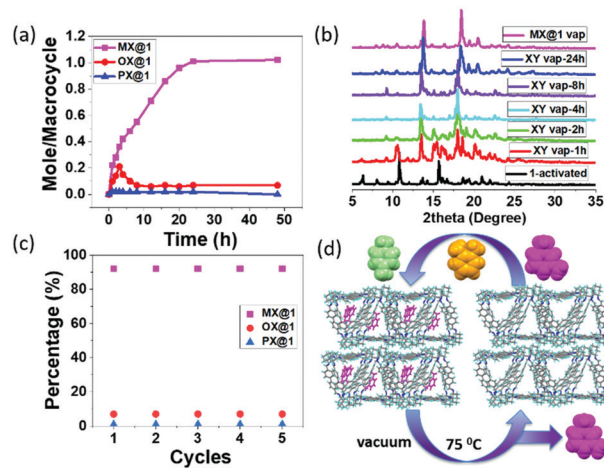 (a)
Mole/Macrocycle
1.2
1.0
0.8
0.6
0.4
0.2
0.0
MX@1
OX@1
PX@1
0 10 20 30 40 50
Time (h)
(b)
MX@1 vap
XY vap-24h
XY vap-8h
XY vap-4h
XY vap-2h
XY vap-1h
1-activated
5 10 15 20 25 30 35
2theta (Degree)
(c)
Percentage (%)
100
80
60
40
20
0
MX@1
OX@1
PX@1
1 2 3 4 5
Cycles
(d)
vacuum 75 ⁰C